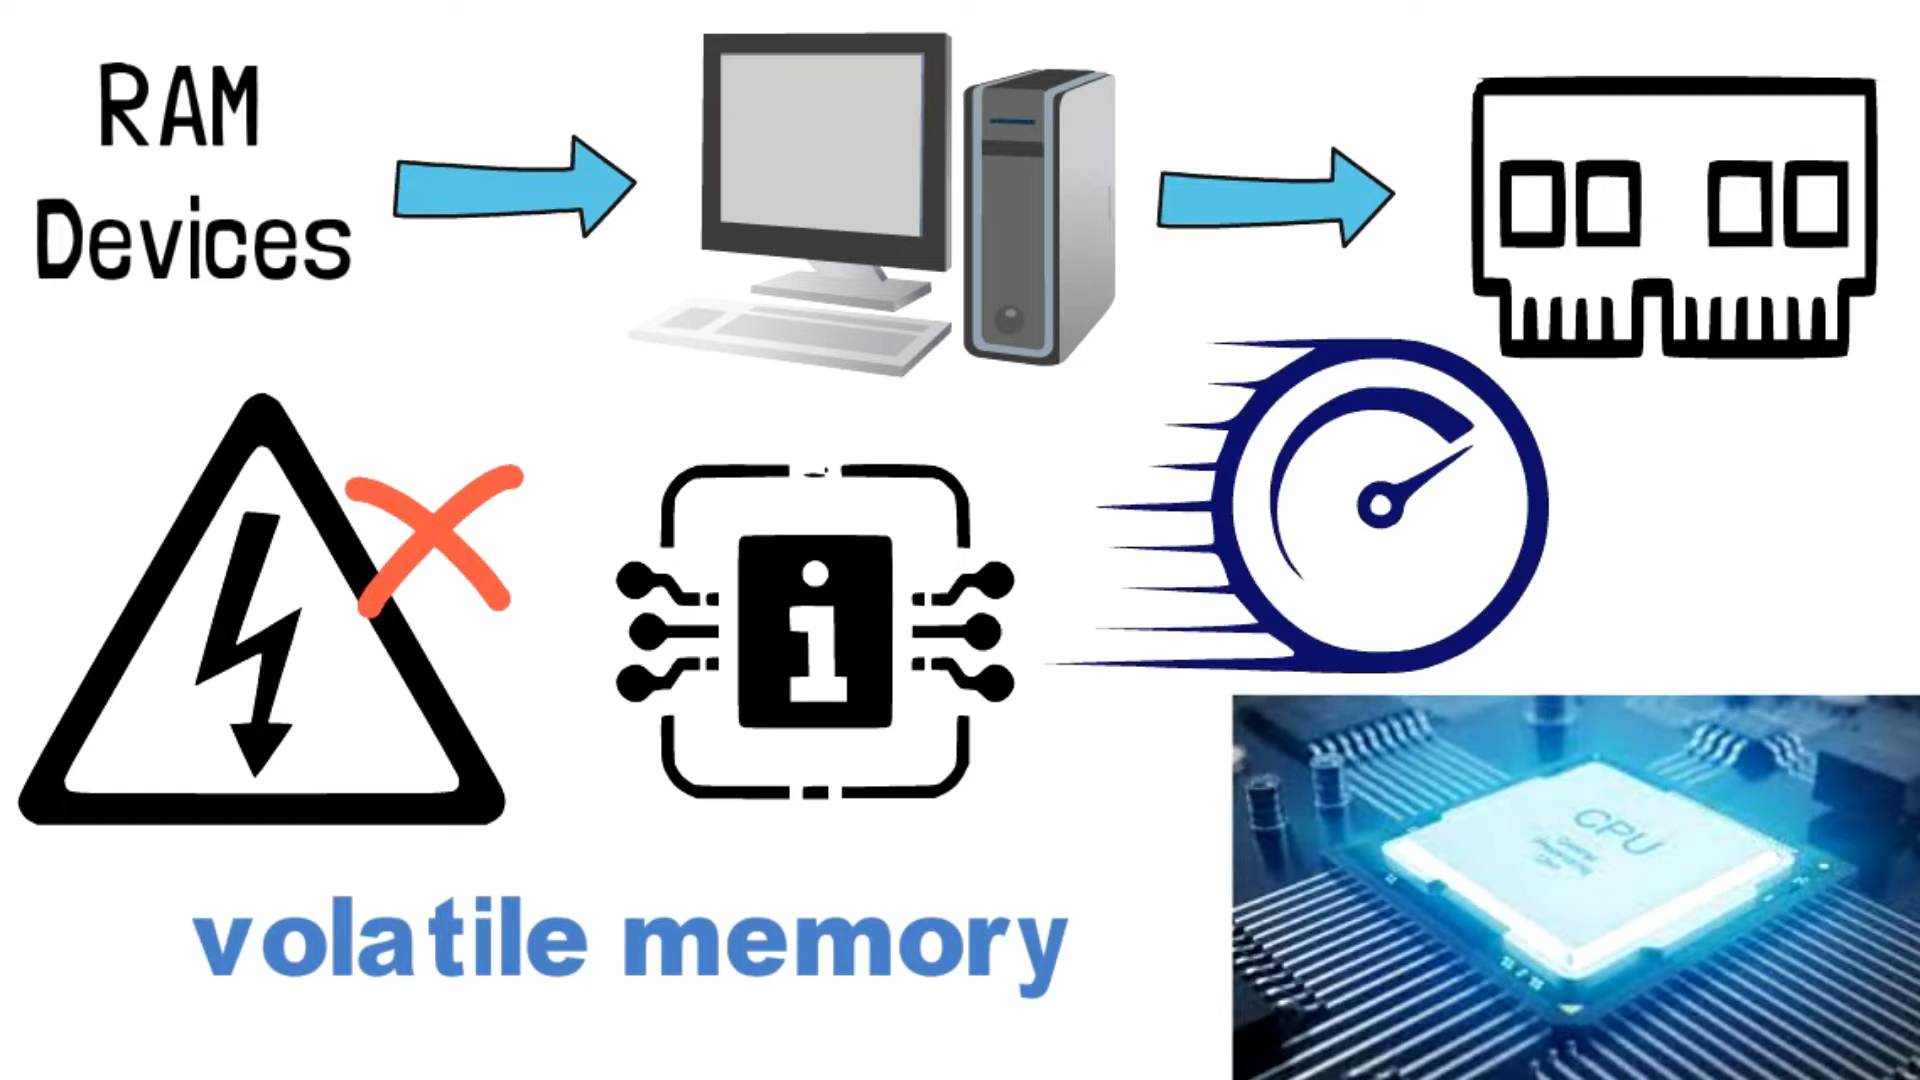 RAM
Devices
i
volatile memory
CPU